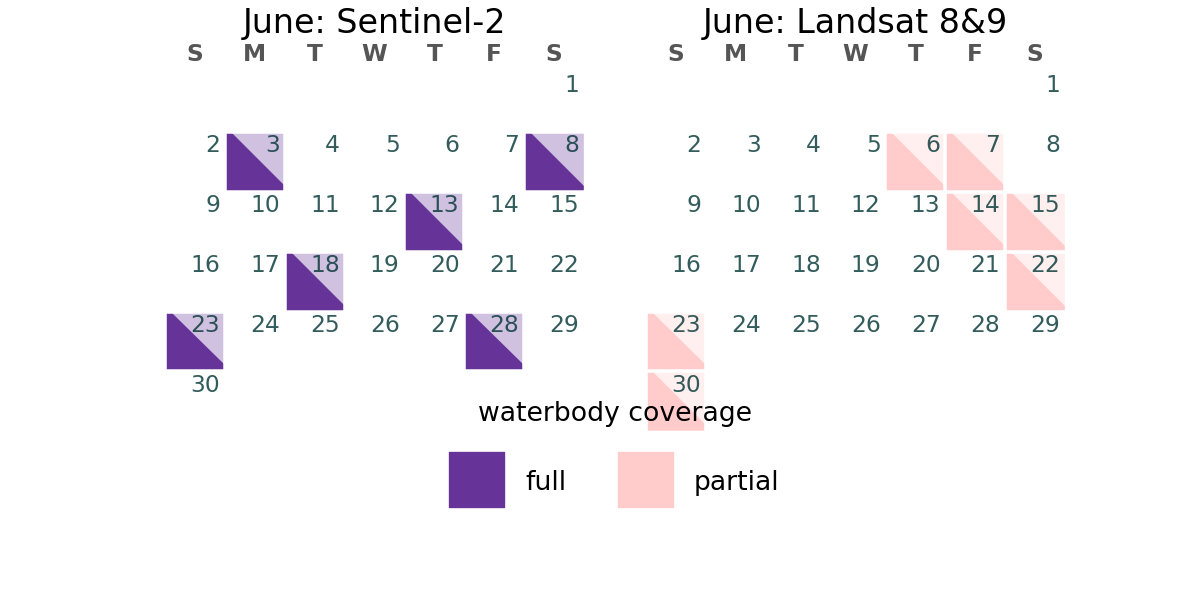 June: Sentinel-2
S M T W T F S
1
2 3 4 5 6 7 8
9 10 11 12 13 14 15
16 17 18 19 20 21 22
23 24 25 26 27 28 29
30
June: Landsat 8&9
S M T W T F S
1
2 3 4 5 6 7 8
9 10 11 12 13 14 15
16 17 18 19 20 21 22
23 24 25 26 27 28 29
30
waterbody coverage
full partial